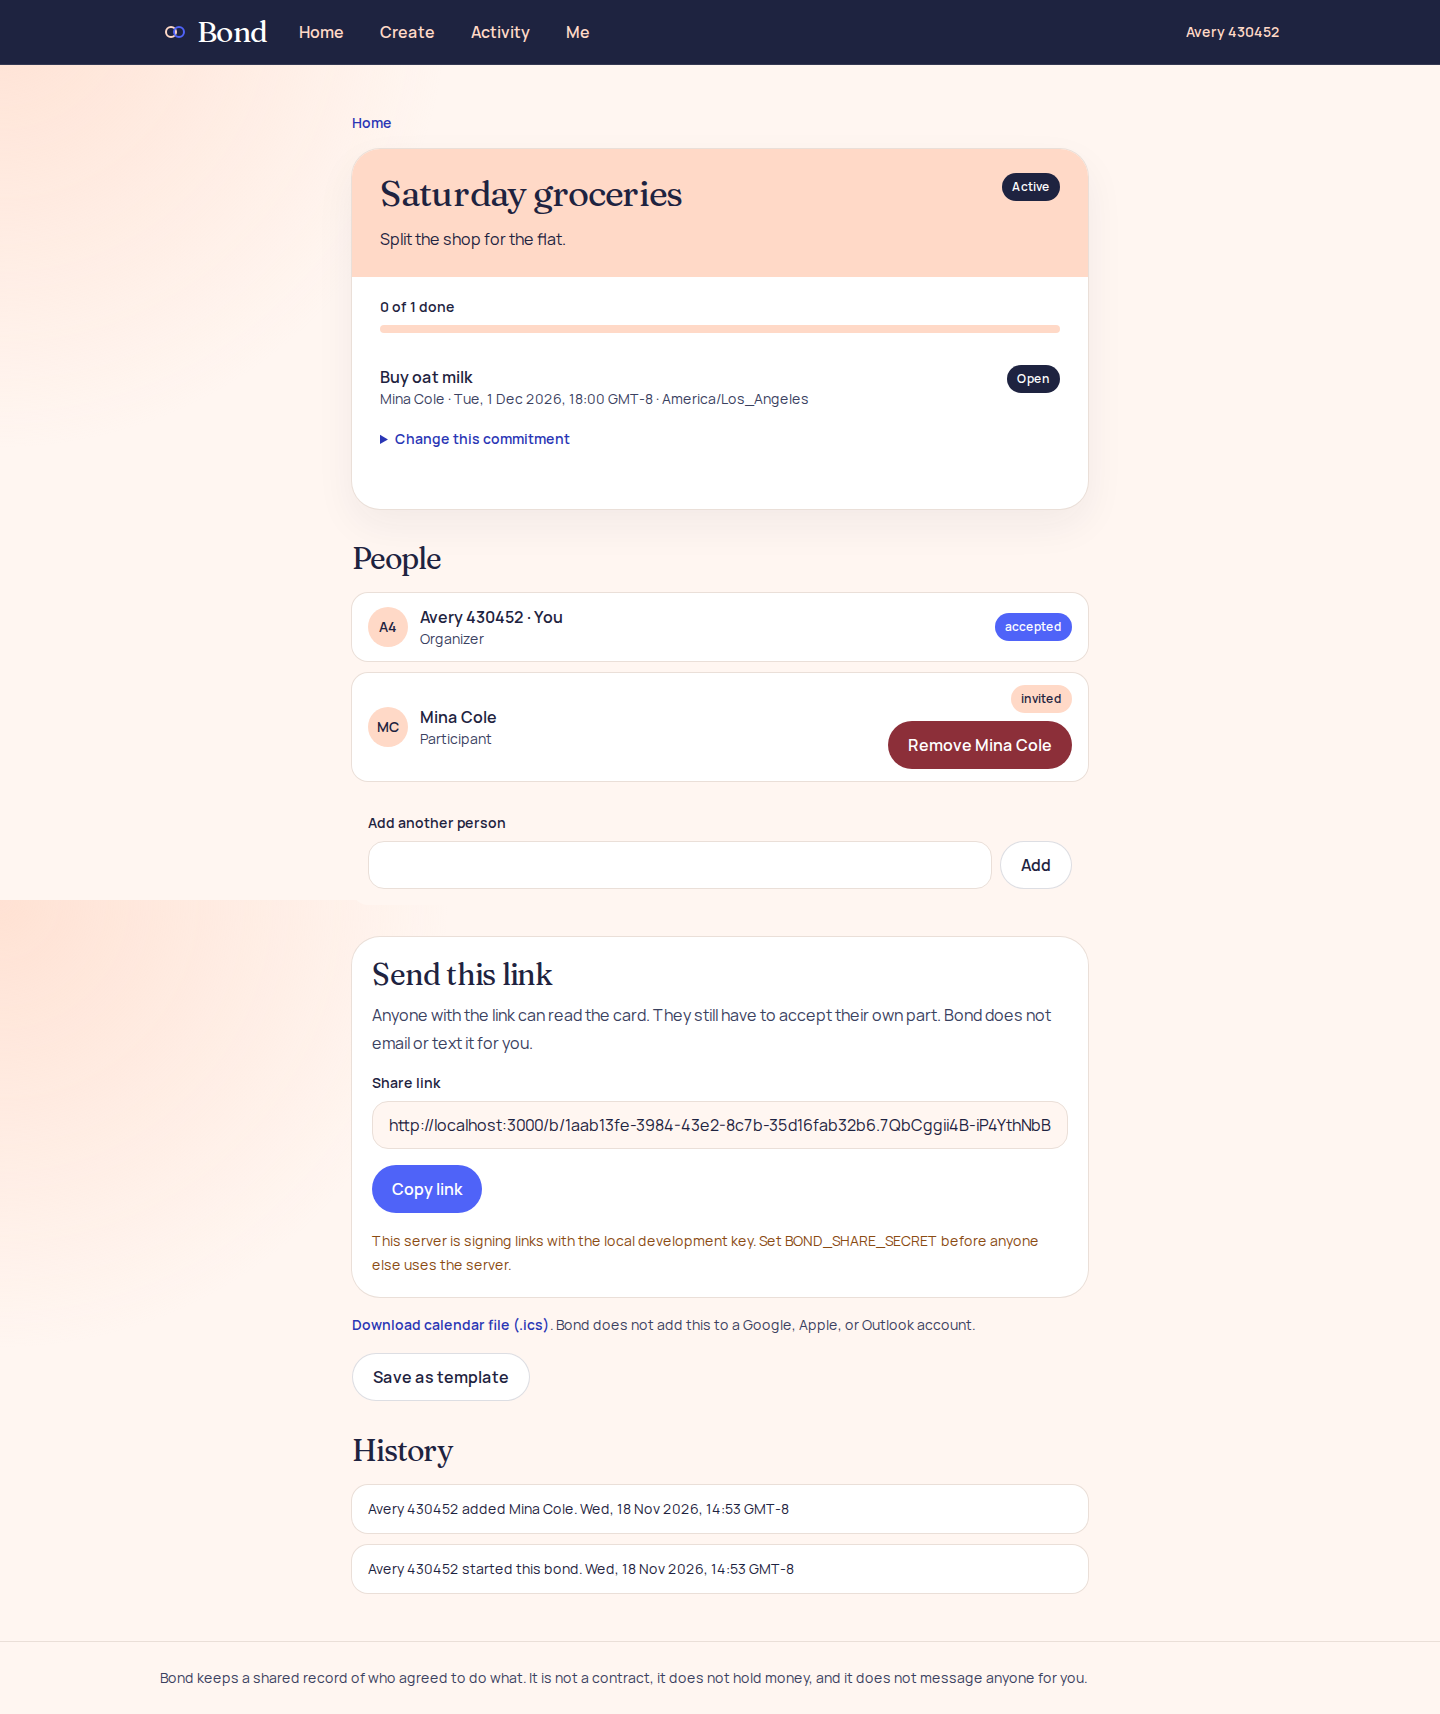 Bond
Home
Create
Activity
Me
Avery 430452
Home
Saturday groceries
Active
Split the shop for the flat.
0 of 1 done
Buy oat milk
Open
Mina Cole · Tue, 1 Dec 2026, 18:00 GMT-8 · America/Los_Angeles
Change this commitment
People
A4
Avery 430452 · You
Organizer
accepted
MC
Mina Cole
Participant
invited
Remove Mina Cole
Add another person
Add
Send this link
Anyone with the link can read the card. They still have to accept their own part. Bond does not
email or text it for you.
Share link
http://localhost:3000/b/1aab13fe-3984-43e2-8c7b-35d16fab32b6.7QbCggii4B-iP4YthNbB
Copy link
This server is signing links with the local development key. Set BOND_SHARE_SECRET before anyone
else uses the server.
Download calendar file (.ics). Bond does not add this to a Google, Apple, or Outlook account.
Save as template
History
Avery 430452 added Mina Cole. Wed, 18 Nov 2026, 14:53 GMT-8
Avery 430452 started this bond. Wed, 18 Nov 2026, 14:53 GMT-8
Bond keeps a shared record of who agreed to do what. It is not a contract, it does not hold money, and it does not message anyone for you.